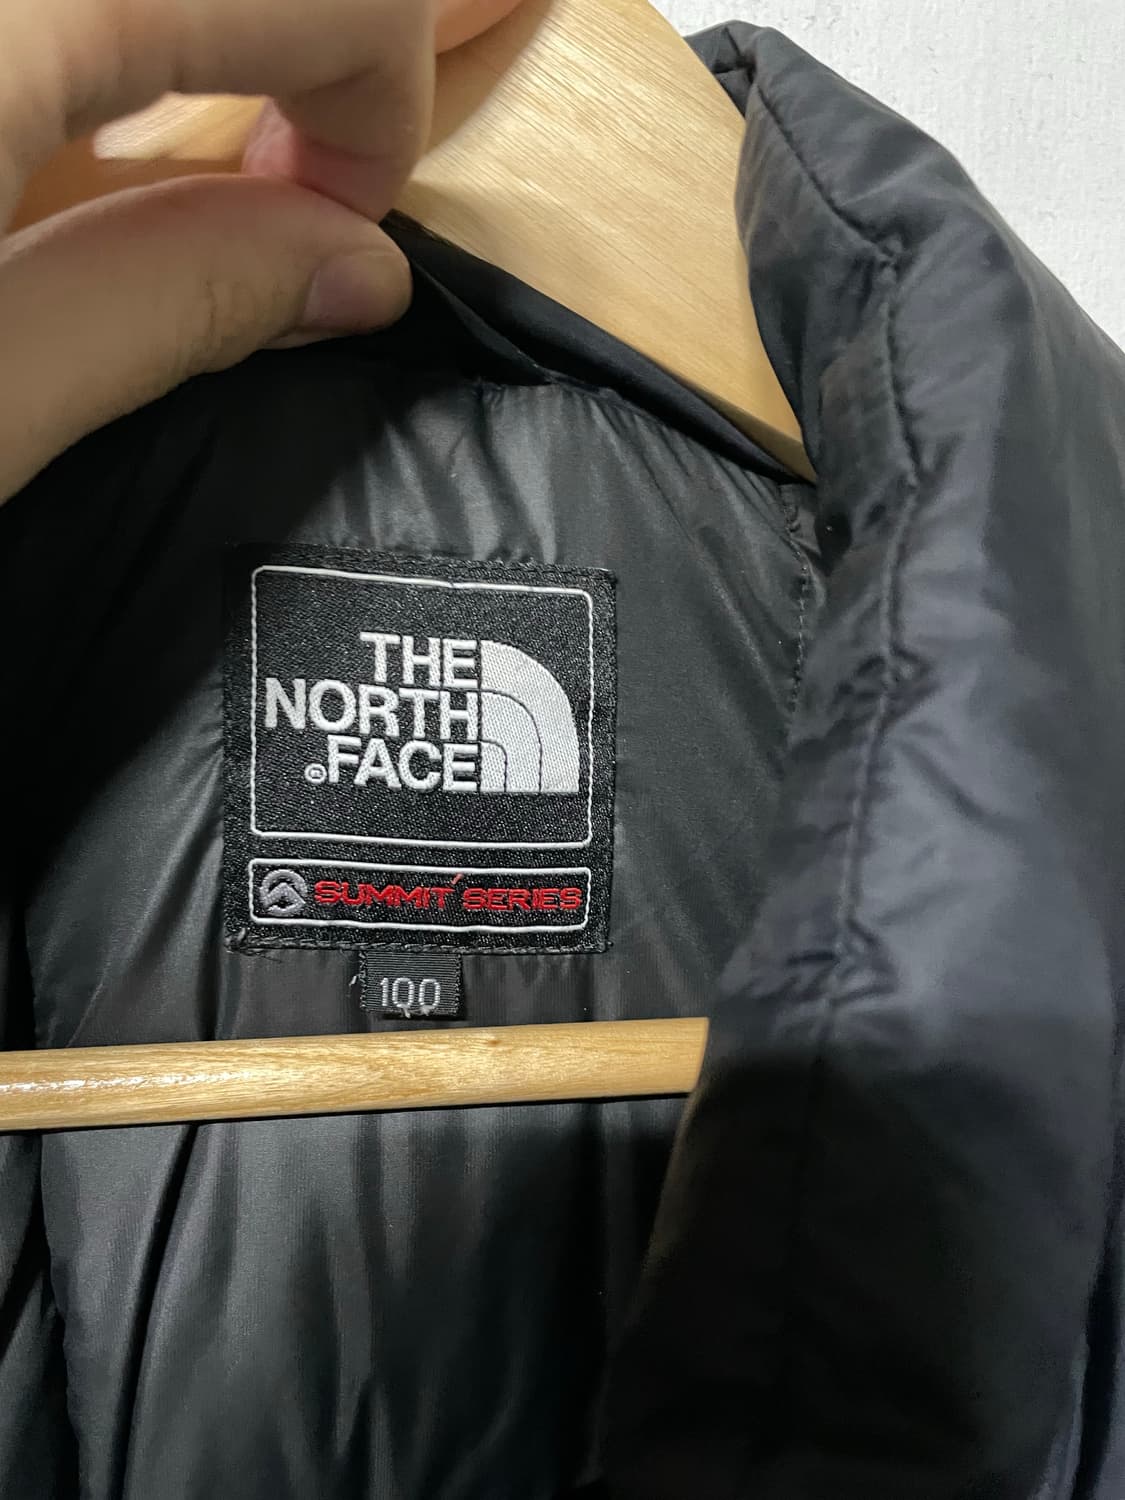 THE
NORTH
®FACE
SUMMIT SERIES
100